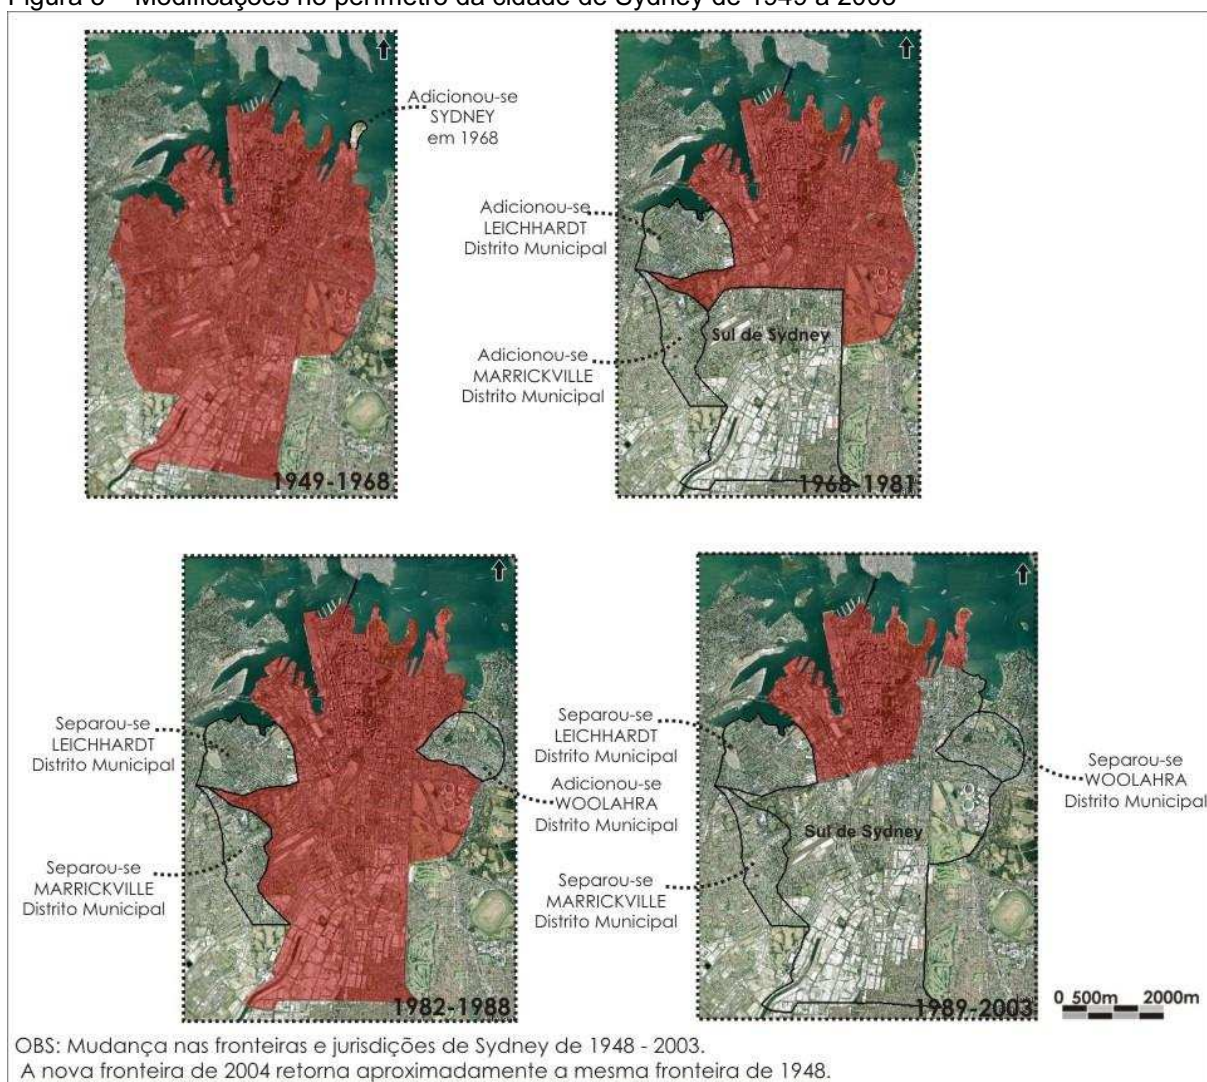 Figura 8 – Modificações no perímetro da cidade de Sydney de 1949 a 2003
Adicionou-se
SYDNEY
em 1968
1949-1968
Adicionou-se
LEICHHARDT
Distrito Municipal
Sul de Sydney
Adicionou-se
MARRICKVILLE
Distrito Municipal
1968-1981
Separou-se
LEICHHARDT
Distrito Municipal
Adicionou-se
WOOLAHRA
Distrito Municipal
Separou-se
MARRICKVILLE
Distrito Municipal
1982-1988
Separou-se
LEICHHARDT
Distrito Municipal
Separou-se
WOOLAHRA
Distrito Municipal
Sul de Sydney
Separou-se
MARRICKVILLE
Distrito Municipal
1989-2003
0 500m 2000m
OBS: Mudança nas fronteiras e jurisdições de Sydney de 1948 - 2003.
A nova fronteira de 2004 retorna aproximadamente a mesma fronteira de 1948.